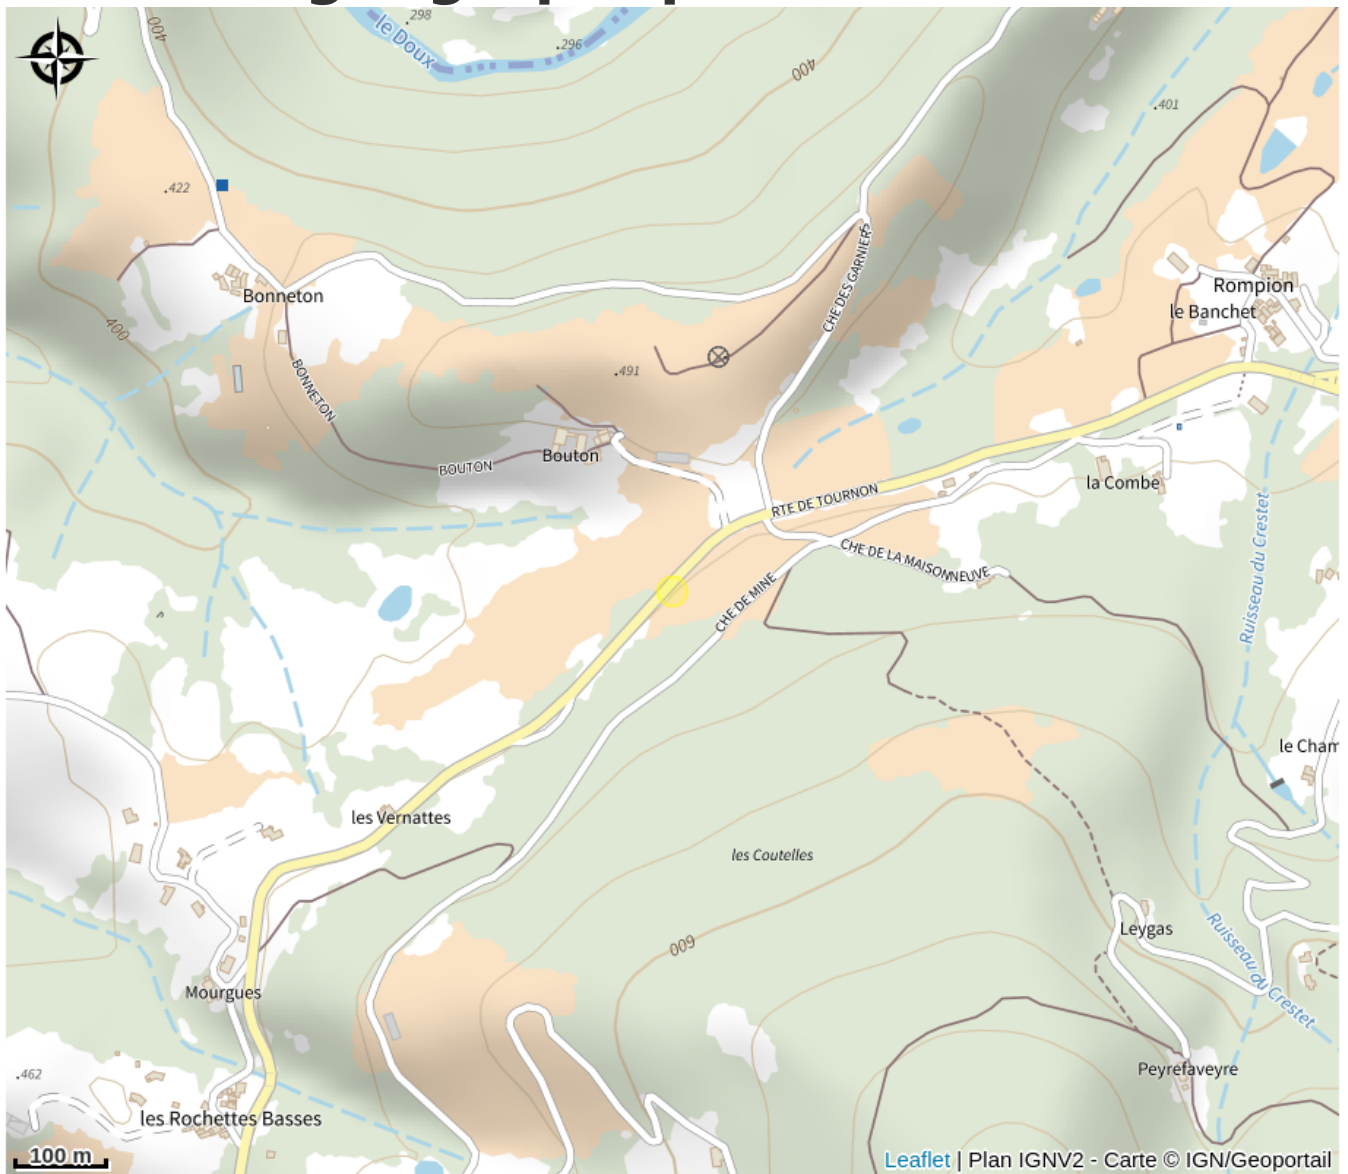 298
le Doux
.296
400
400
.401
.422
CHE DES GARNIERS
Rompion
Bonneton
le Banchet
400
.491
BONNETON
Bouton
BOUTON
la Combe
RTE DE TOURNON
Ruisseau du Crestet
CHE DE LA MAISONNEUVE
CHE DE MINE
le Cham
les Vernattes
les Coutelles
600
Leygas
Ruisseau du Crestet
Mourgues
Peyrefaveyre
.462
les Rochettes Basses
100 m
Leaflet | Plan IGNV2 - Carte © IGN/Geoportail